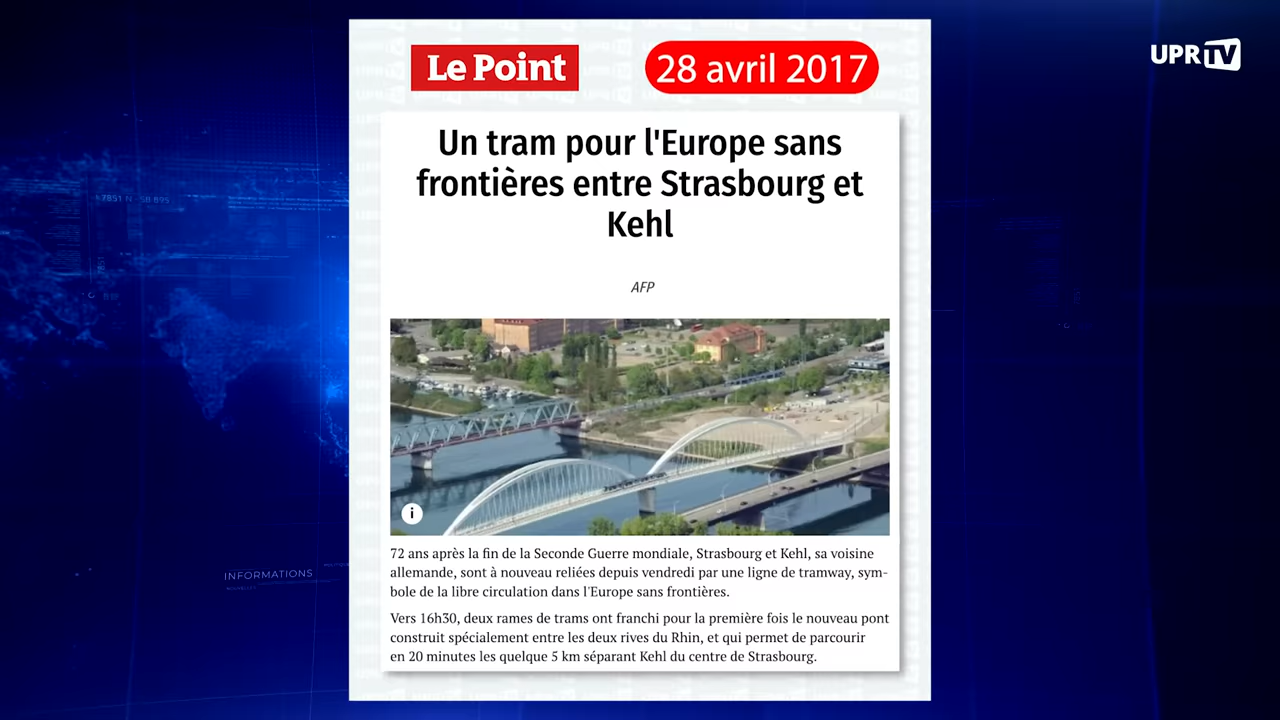 Le Point
28 avril 2017
UPR TV
Un tram pour l'Europe sans
frontières entre Strasbourg et
Kehl
AFP
i
72 ans après la fin de la Seconde Guerre mondiale, Strasbourg et Kehl, sa voisine
allemande, sont à nouveau reliées depuis vendredi par une ligne de tramway, sym-
bole de la libre circulation dans l'Europe sans frontières.
Vers 16h30, deux rames de trams ont franchi pour la première fois le nouveau pont
construit spécialement entre les deux rives du Rhin, et qui permet de parcourir
en 20 minutes les quelque 5 km séparant Kehl du centre de Strasbourg.
INFORMATIONS